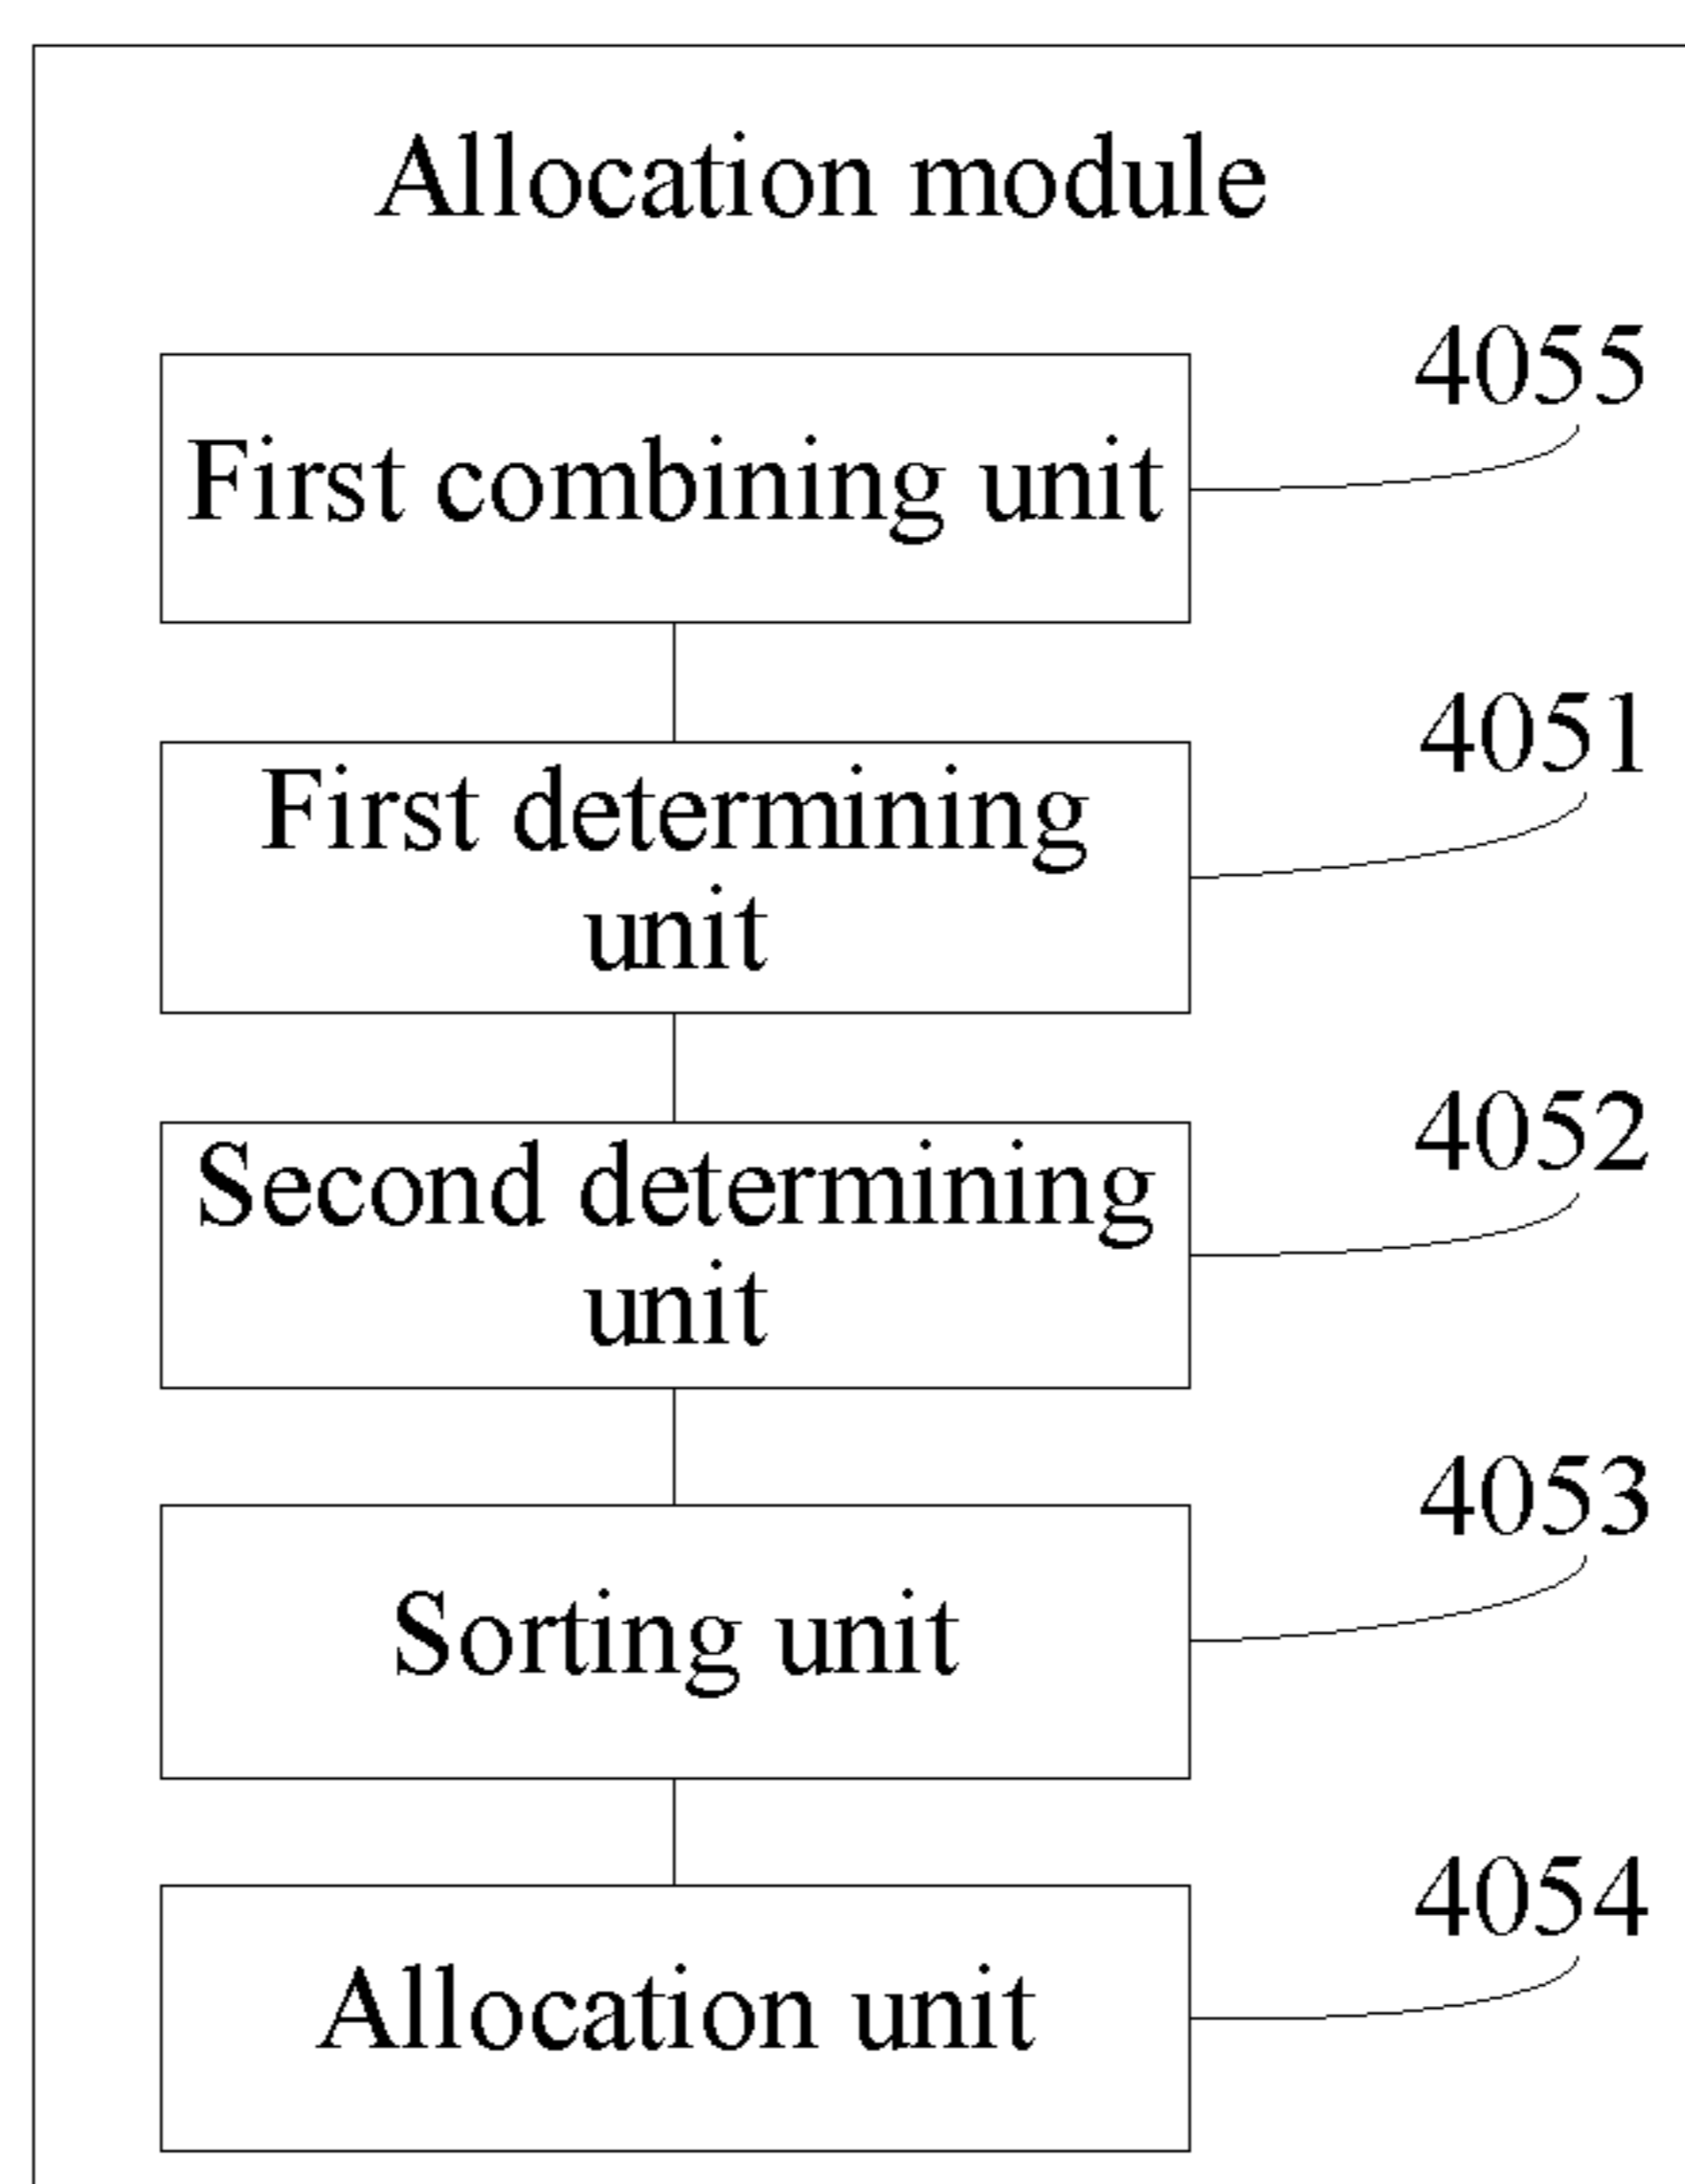 Allocation module
4055
First combining unit
4051
First determining
unit
4052
Second determining
unit
4053
Sorting unit
4054
Allocation unit